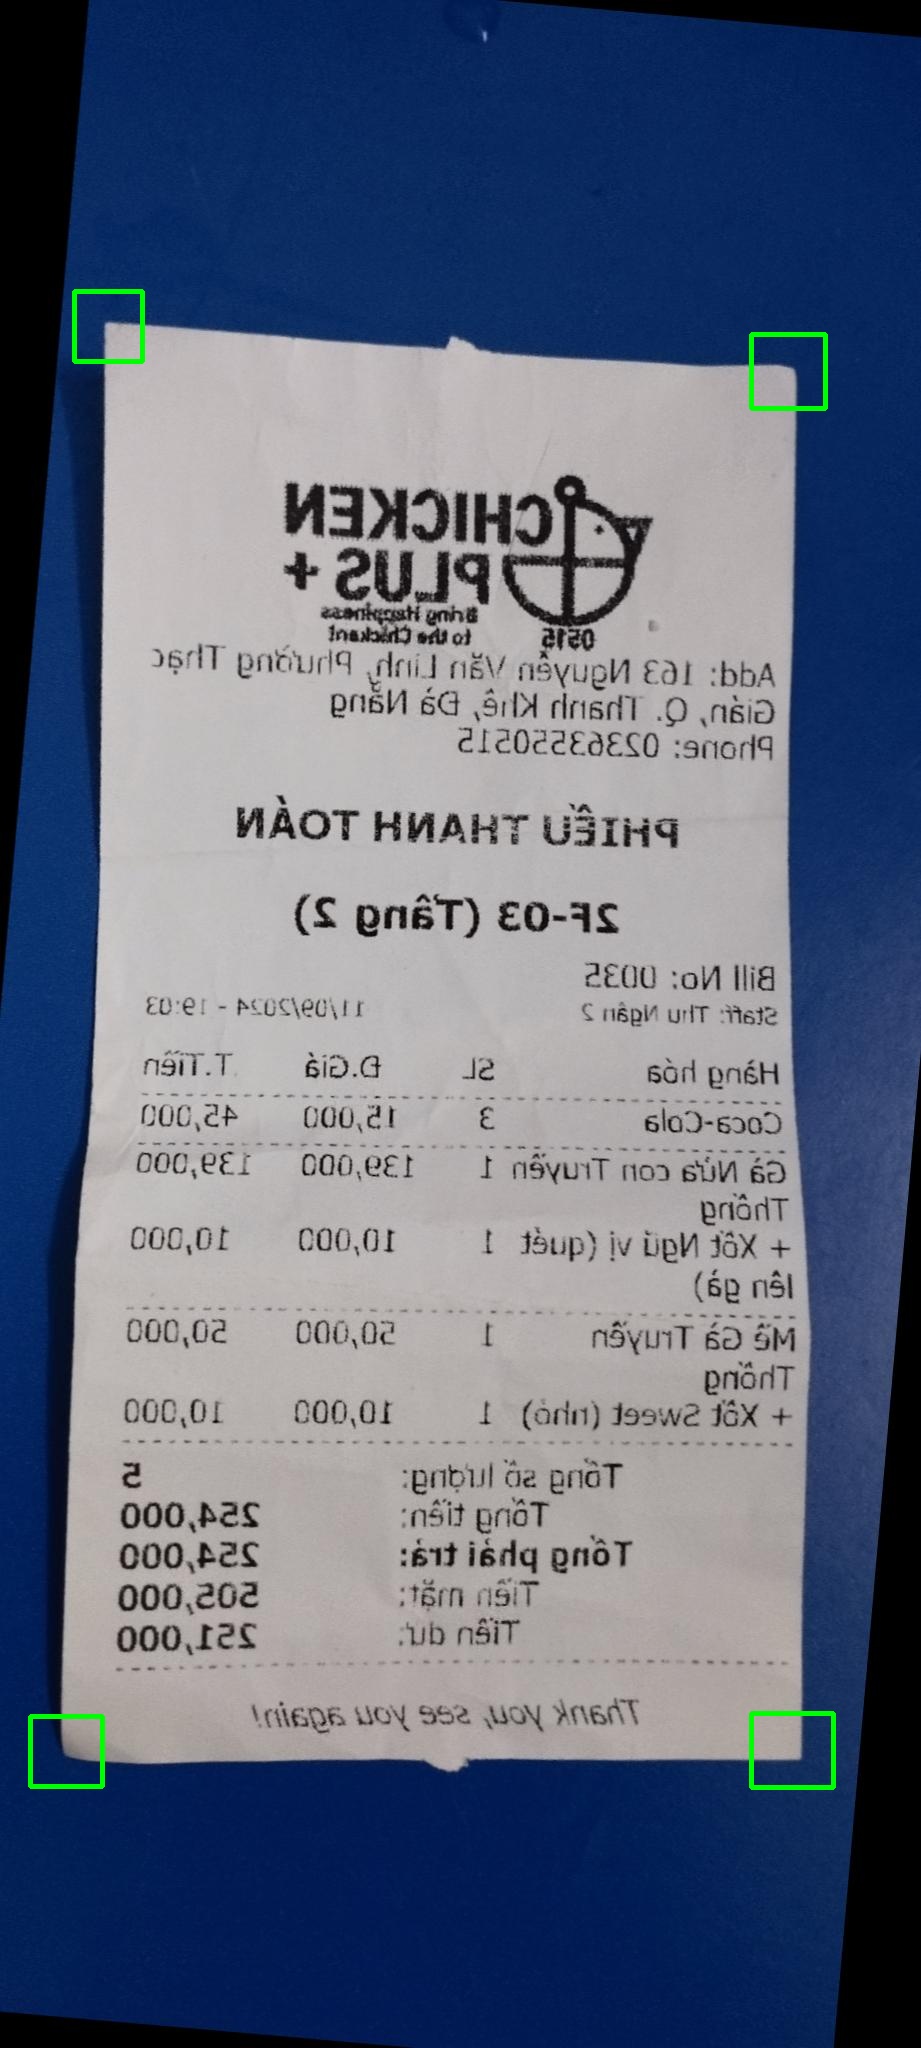 CHICKEN
PLUS +
Bring Happiness
to the Chickent
0515
Add: 163 Nguyễn Văn Linh, Phường Thạc
Gián, Q. Thanh Khê, Đà Nẵng
Phone: 02363550515
PHIẾU THANH TOÁN
2F-03 (Tầng 2)
Bill No: 0035
Staff: Thu Ngân 2 11/09/2024 - 19:03
Hàng hóa SL Đ.Giá T.Tiền
Coca-Cola 3 15,000 45,000
Gà Nửa con Truyền 1 139,000 139,000
Thống
+ Xốt Ngũ vị (quét 1 10,000 10,000
lên gà)
Mề Gà Truyền 1 50,000 50,000
Thống
+ Xốt Sweet (nhỏ) 1 10,000 10,000
Tổng số lượng: 5
Tổng tiền: 254,000
Tổng phải trả: 254,000
Tiền mặt: 505,000
Tiền dư: 251,000
Thank you, see you again!